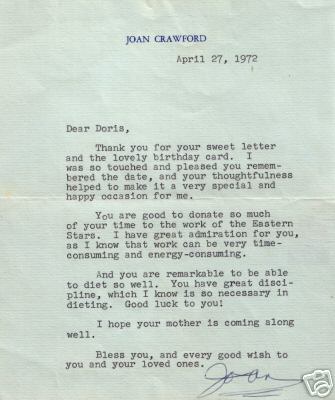 JOAN CRAWFORD
April 27, 1972
Dear Doris,
Thank you for your sweet letter
and the lovely birthday card. I
was so touched and pleased you remem-
bered the date, and your thoughtfulness
helped to make it a very special and
happy occasion for me.
You are good to donate so much
of your time to the work of the Eastern
Stars. I have great admiration for you,
as I know that work can be very time-
consuming and energy-consuming.
And you are remarkable to be able
to diet so well. You have great disci-
pline, which I know is so necessary in
dieting. Good luck to you!
I hope your mother is coming along
well.
Bless you, and every good wish to
you and your loved ones.
Joan